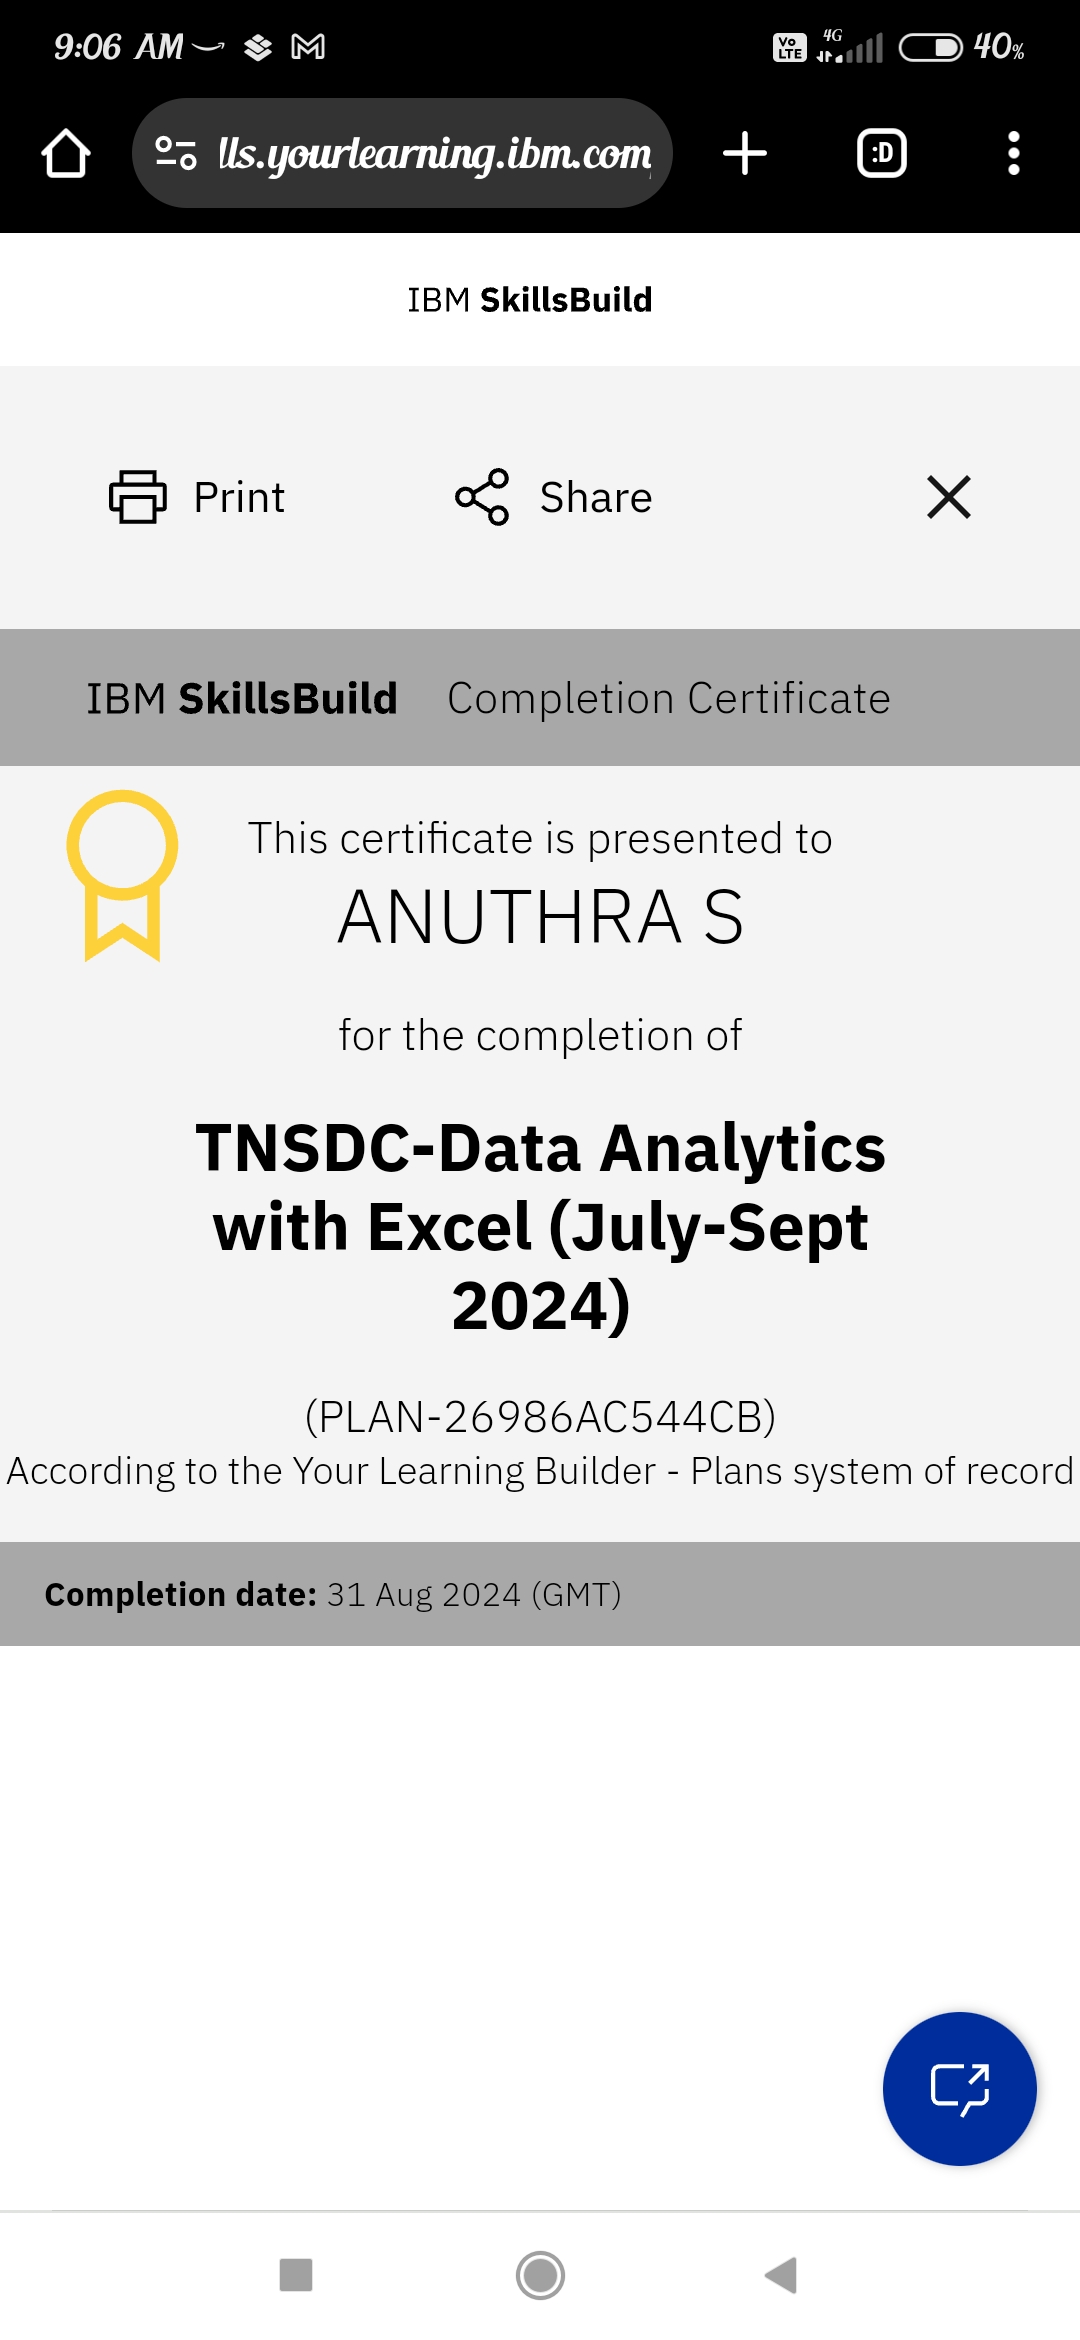 9:06 AM
Vo LTE 4G 40%
lls.yourlearning.ibm.com
:D
IBM SkillsBuild
Print Share
IBM SkillsBuild Completion Certificate
This certificate is presented to
ANUTHRA S
for the completion of
TNSDC-Data Analytics
with Excel (July-Sept
2024)
(PLAN-26986AC544CB)
According to the Your Learning Builder - Plans system of record
Completion date: 31 Aug 2024 (GMT)